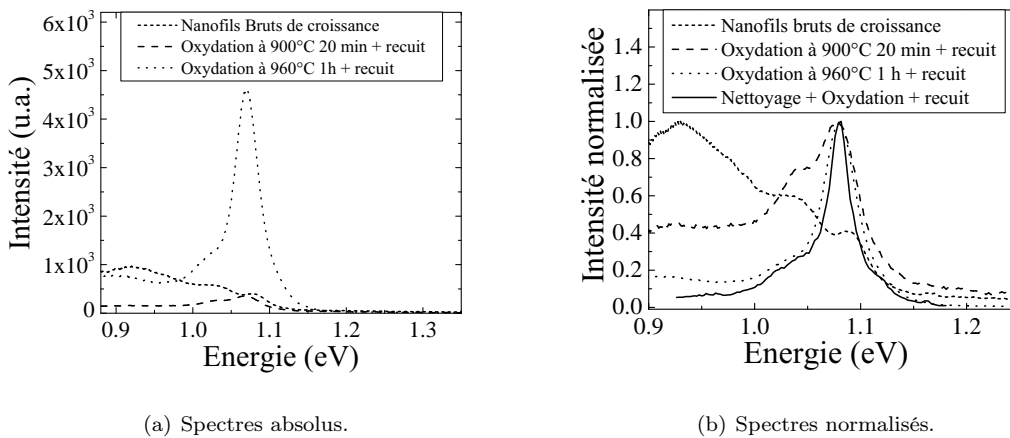 6x10³
5x10³
4x10³
3x10³
2x10³
1x10³
0
Intensité (u.a.)
Nanofils Bruts de croissance
Oxydation à 900°C 20 min + recuit
Oxydation à 960°C 1h + recuit
0.9 1.0 1.1 1.2 1.3
Energie (eV)
(a) Spectres absolus.
1.4
1.2
1.0
0.8
0.6
0.4
0.2
0.0
Intensité normalisée
Nanofils bruts de croissance
Oxydation à 900°C 20 min + recuit
Oxydation à 960°C 1 h + recuit
Nettoyage + Oxydation + recuit
0.9 1.0 1.1 1.2
Energie (eV)
(b) Spectres normalisés.